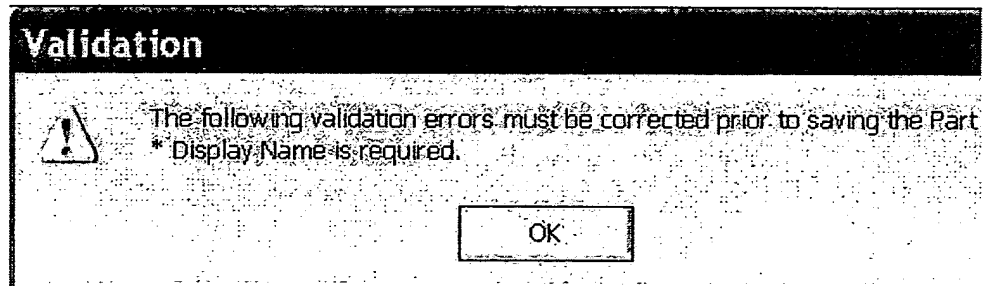 Validation
The following validation errors must be corrected prior to saving the Part
* Display Name is required.
OK